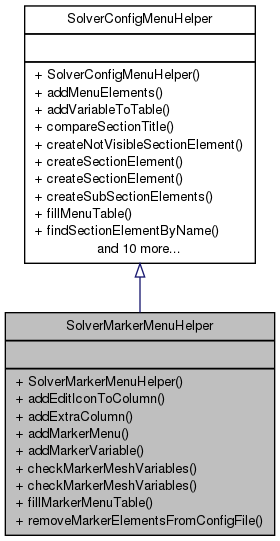 SolverConfigMenuHelper
+ SolverConfigMenuHelper()
+ addMenuElements()
+ addVariableToTable()
+ compareSectionTitle()
+ createNotVisibleSectionElement()
+ createSectionElement()
+ createSectionElement()
+ createSubSectionElements()
+ fillMenuTable()
+ findSectionElementByName()
and 10 more...
SolverMarkerMenuHelper
+ SolverMarkerMenuHelper()
+ addEditIconToColumn()
+ addExtraColumn()
+ addMarkerMenu()
+ addMarkerVariable()
+ checkMarkerMeshVariables()
+ checkMarkerMeshVariables()
+ fillMarkerMenuTable()
+ removeMarkerElementsFromConfigFile()